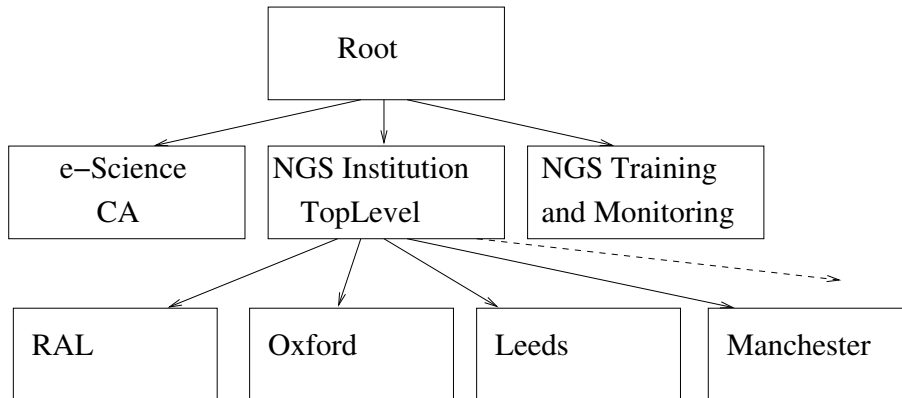 Root
e−Science
CA
NGS Institution
TopLevel
NGS Training
and Monitoring
RAL
Oxford
Leeds
Manchester